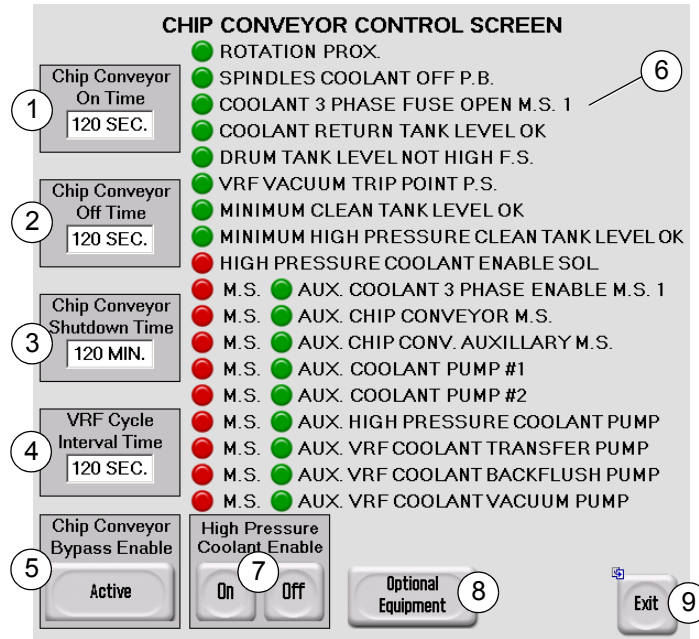 CHIP CONVEYOR CONTROL SCREEN
ROTATION PROX.
SPINDLES COOLANT OFF P.B.
COOLANT 3 PHASE FUSE OPEN M.S. 1
COOLANT RETURN TANK LEVEL OK
DRUM TANK LEVEL NOT HIGH F.S.
VRF VACUUM TRIP POINT P.S.
MINIMUM CLEAN TANK LEVEL OK
MINIMUM HIGH PRESSURE CLEAN TANK LEVEL OK
HIGH PRESSURE COOLANT ENABLE SOL
M.S. AUX. COOLANT 3 PHASE ENABLE M.S. 1
M.S. AUX. CHIP CONVEYOR M.S.
M.S. AUX. CHIP CONV. AUXILLARY M.S.
M.S. AUX. COOLANT PUMP #1
M.S. AUX. COOLANT PUMP #2
M.S. AUX. HIGH PRESSURE COOLANT PUMP
M.S. AUX. VRF COOLANT TRANSFER PUMP
M.S. AUX. VRF COOLANT BACKFLUSH PUMP
M.S. AUX. VRF COOLANT VACUUM PUMP
6
Chip Conveyor
On Time
120 SEC.
1
Chip Conveyor
Off Time
120 SEC.
2
Chip Conveyor
Shutdown Time
120 MIN.
3
VRF Cycle
Interval Time
120 SEC.
4
Chip Conveyor
Bypass Enable
Active
5
High Pressure
Coolant Enable
On
Off
7
Optional
Equipment
8
Exit
9